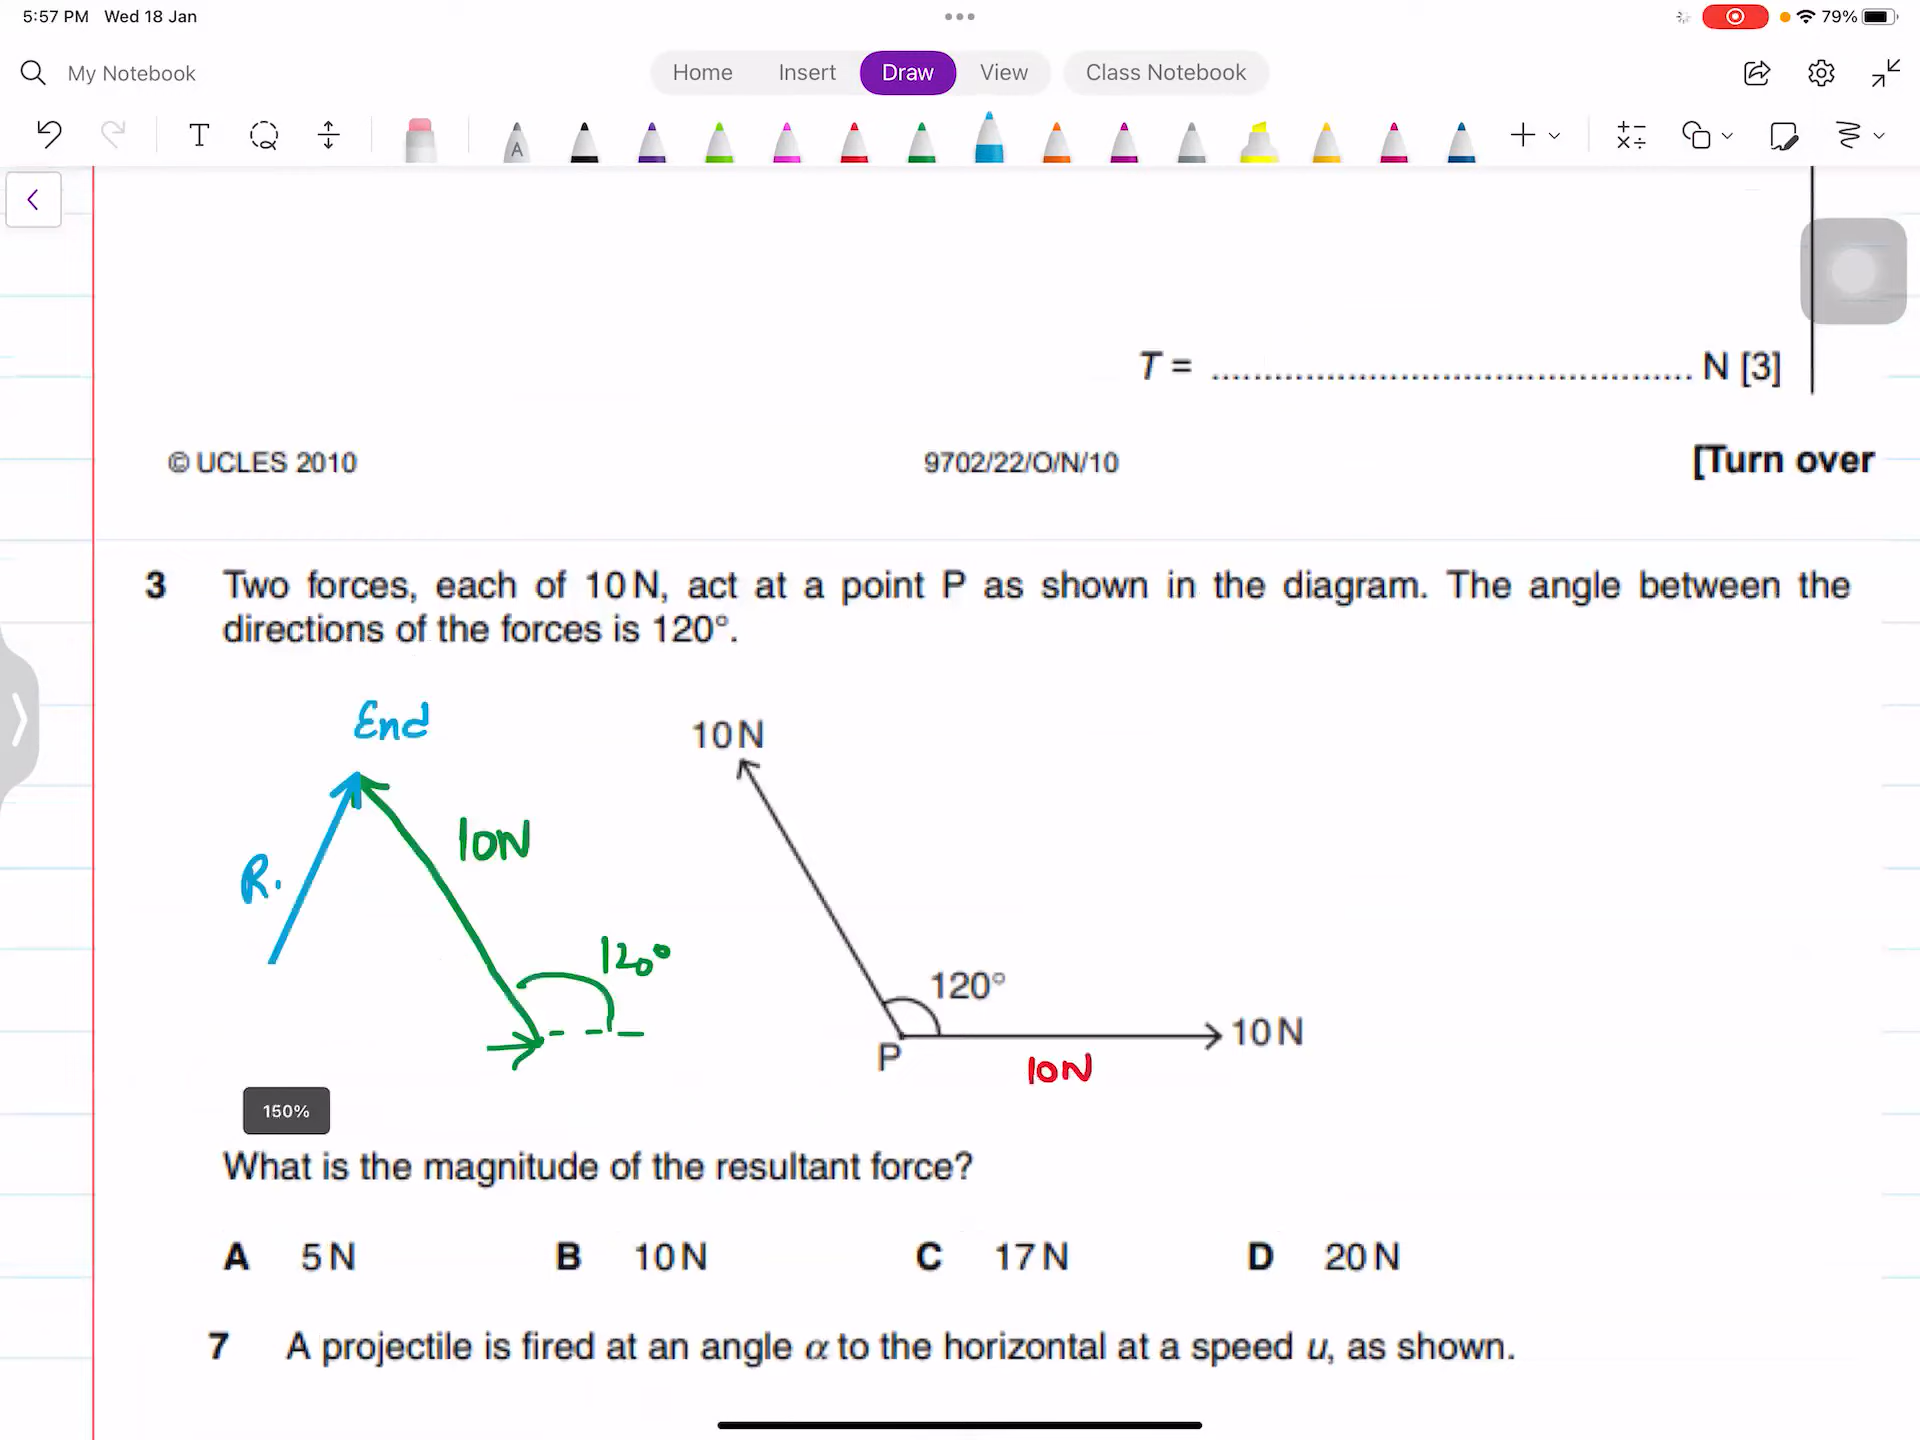 5:57 PM Wed 18 Jan
79%
My Notebook
Home Insert Draw View Class Notebook
T A
T = ................................................ N [3]
© UCLES 2010 9702/22/O/N/10 [Turn over
3 Two forces, each of 10 N, act at a point P as shown in the diagram. The angle between the
directions of the forces is 120°.
End
10 N
10N
R.
120°
120°
10 N
P
10N
150%
What is the magnitude of the resultant force?
A 5 N B 10 N C 17 N D 20 N
7 A projectile is fired at an angle α to the horizontal at a speed u, as shown.